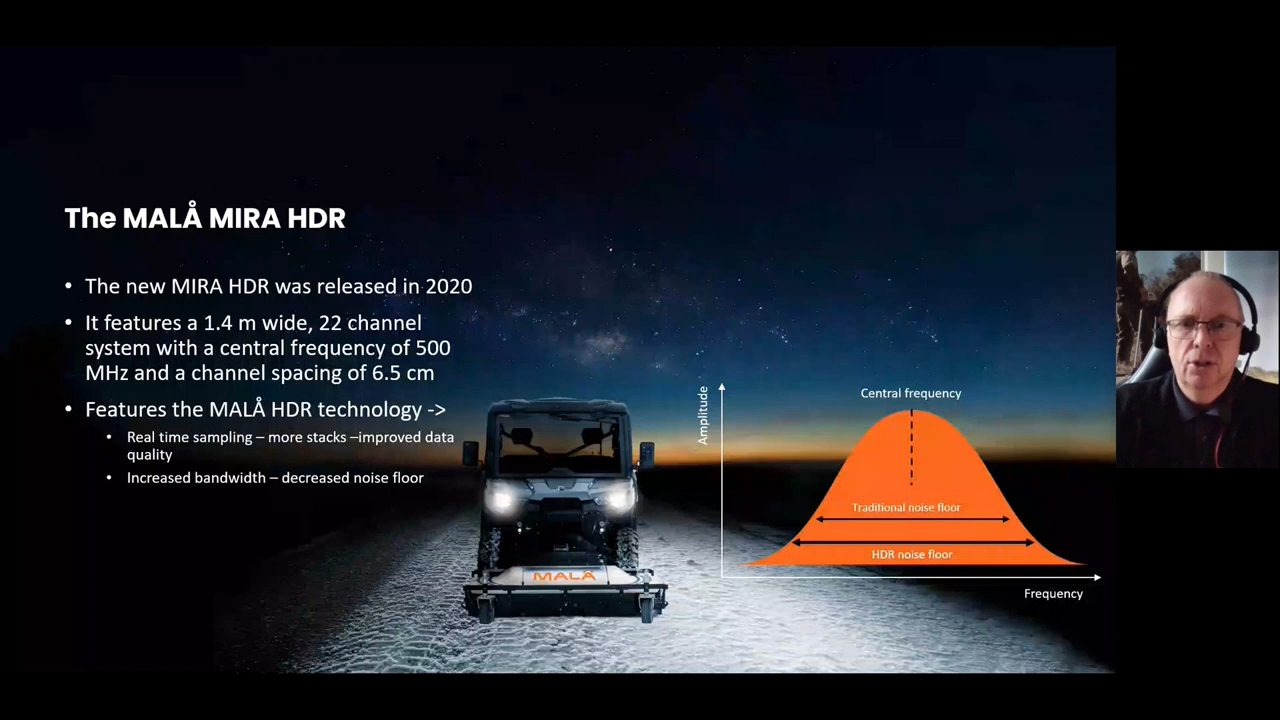 The MALÅ MIRA HDR
• The new MIRA HDR was released in 2020
• It features a 1.4 m wide, 22 channel
system with a central frequency of 500
MHz and a channel spacing of 6.5 cm
• Features the MALÅ HDR technology ->
• Real time sampling – more stacks –improved data
quality
• Increased bandwidth – decreased noise floor
MALÅ
Amplitude
Central frequency
Traditional noise floor
HDR noise floor
Frequency